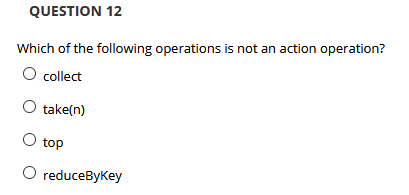 QUESTION 12
Which of the following operations is not an action operation?
collect
take(n)
top
reduceByKey